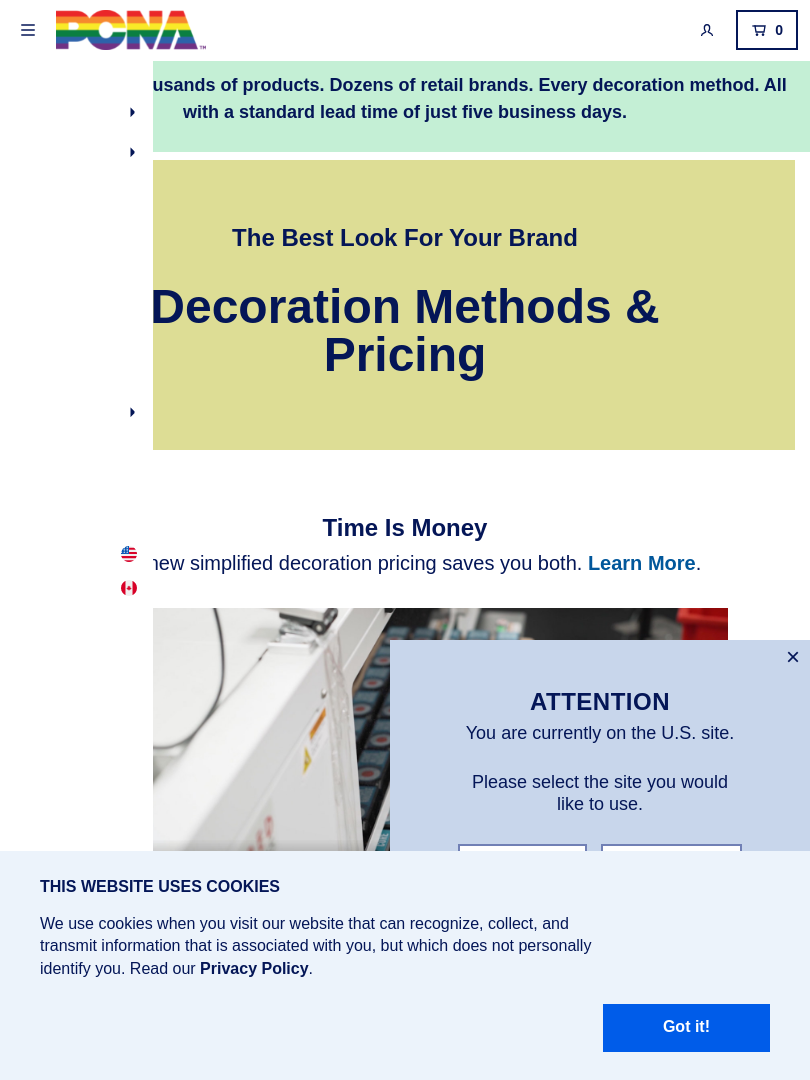 PCNA
TM
0
usands of products. Dozens of retail brands. Every decoration method. All
with a standard lead time of just five business days.
The Best Look For Your Brand
Decoration Methods &
Pricing
Time Is Money
new simplified decoration pricing saves you both. Learn More.
ATTENTION
You are currently on the U.S. site.
Please select the site you would
like to use.
THIS WEBSITE USES COOKIES
We use cookies when you visit our website that can recognize, collect, and
transmit information that is associated with you, but which does not personally
identify you. Read our Privacy Policy.
Got it!